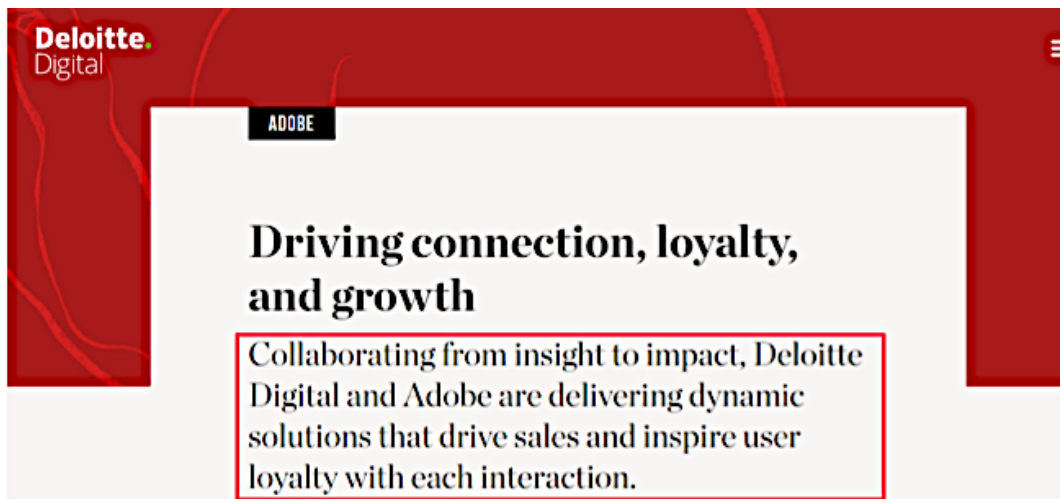 Deloitte.
Digital
ADOBE
Driving connection, loyalty,
and growth
Collaborating from insight to impact, Deloitte
Digital and Adobe are delivering dynamic
solutions that drive sales and inspire user
loyalty with each interaction.